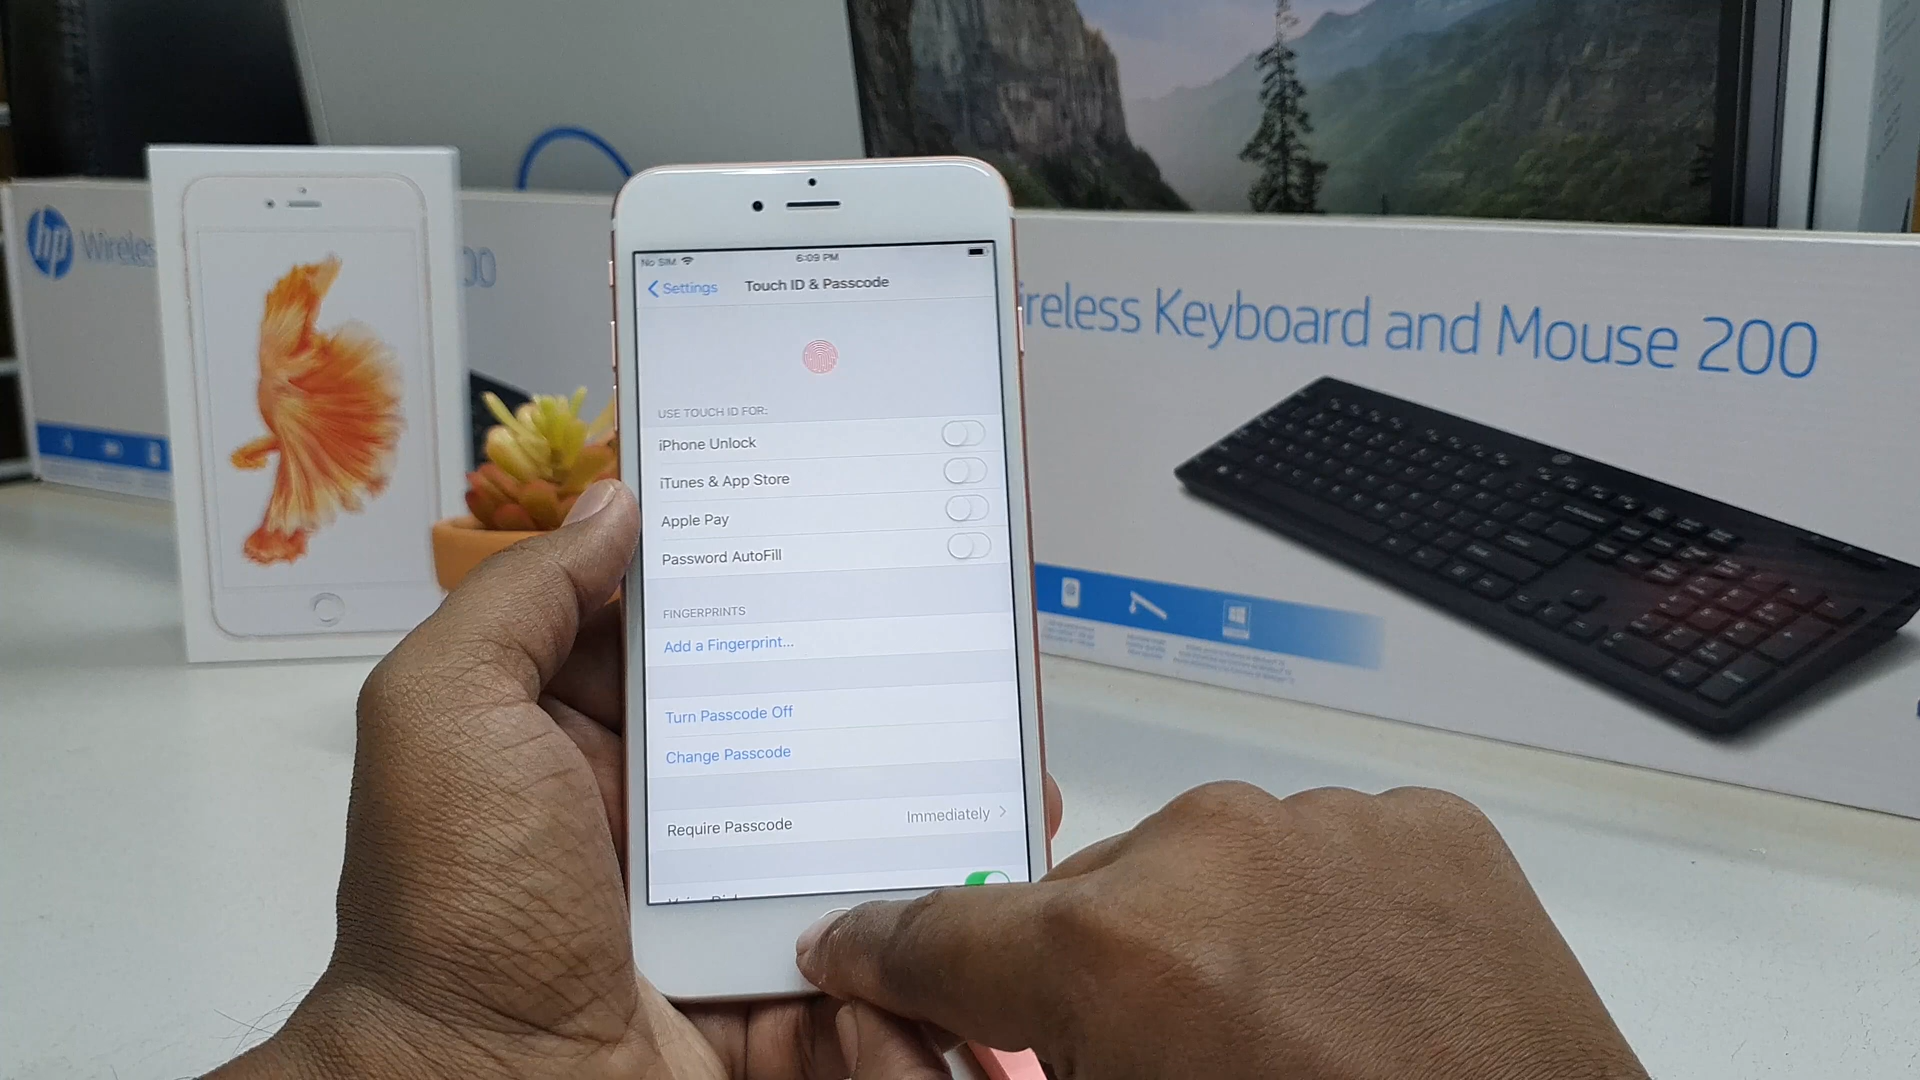 hp Wireles
00
No SIM
6:09 PM
Settings
Touch ID & Passcode
USE TOUCH ID FOR:
iPhone Unlock
iTunes & App Store
Apple Pay
Password AutoFill
FINGERPRINTS
Add a Fingerprint...
Turn Passcode Off
Change Passcode
Require Passcode Immediately
ireless Keyboard and Mouse 200